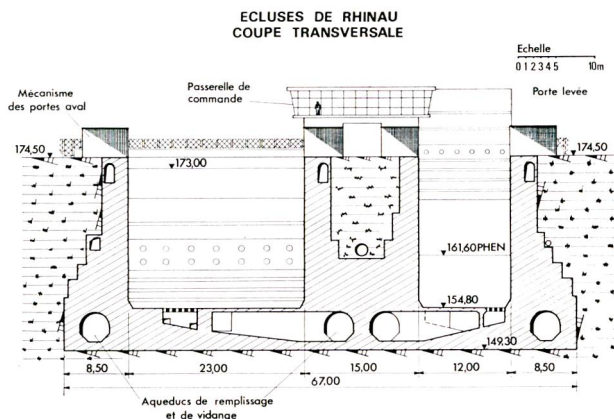 ECLUSES DE RHINAU
COUPE TRANSVERSALE
Echelle
0 1 2 3 4 5 10m
Mécanisme
des portes aval
Passerelle de
commande
Porte levée
174,50
173,00
174,50
161,60 PHEN
154,80
149,30
8,50 23,00 15,00 12,00 8,50
67,00
Aqueducs de remplissage
et de vidange